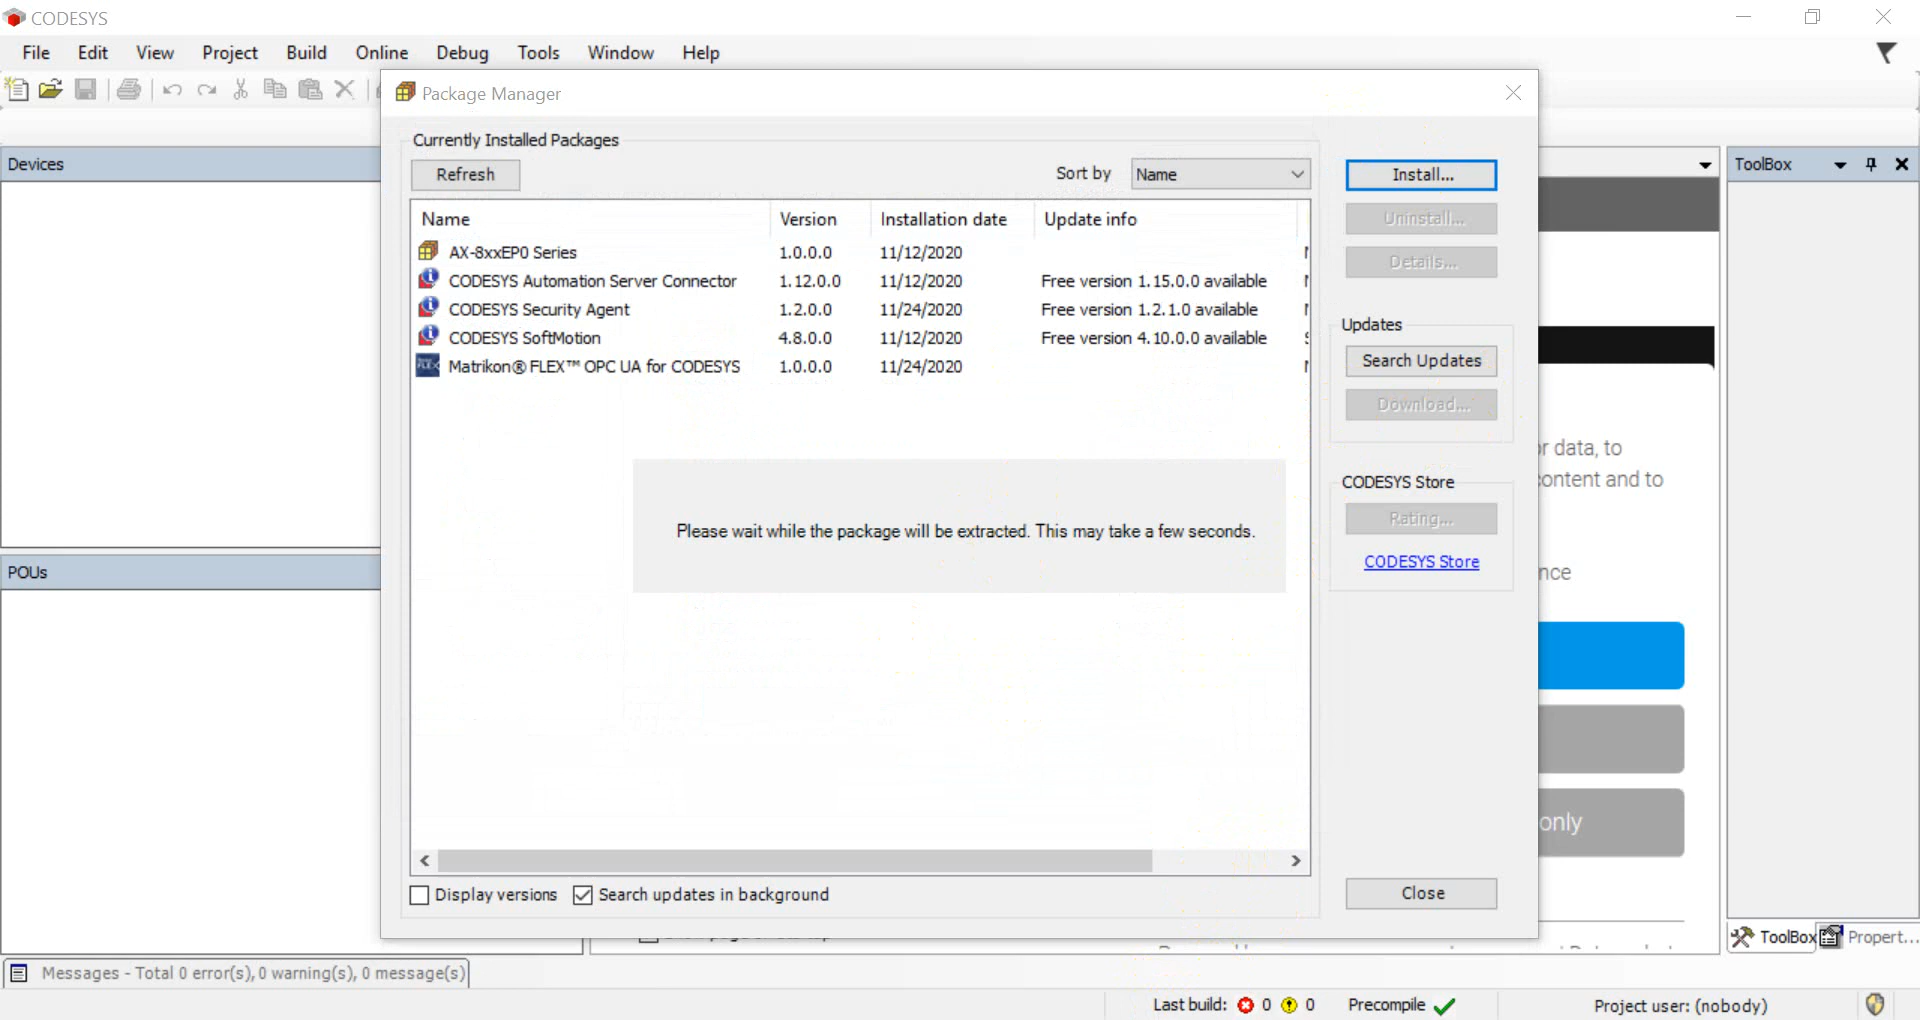 CODESYS
File Edit View Project Build Online Debug Tools Window Help
Package Manager
Currently Installed Packages
Refresh
Sort by
Name
Install...
Uninstall...
Details...
Name Version Installation date Update info
AX-8xxEP0 Series 1.0.0.0 11/12/2020
CODESYS Automation Server Connector 1.12.0.0 11/12/2020 Free version 1.15.0.0 available
CODESYS Security Agent 1.2.0.0 11/24/2020 Free version 1.2.1.0 available
CODESYS SoftMotion 4.8.0.0 11/12/2020 Free version 4.10.0.0 available
Matrikon® FLEX™ OPC UA for CODESYS 1.0.0.0 11/24/2020
Updates
Search Updates
Download...
CODESYS Store
Rating...
CODESYS Store
Please wait while the package will be extracted. This may take a few seconds.
Display versions Search updates in background
Close
Devices
POUs
data, to
and to
only
ToolBox
ToolBox Propert...
Messages - Total 0 error(s), 0 warning(s), 0 message(s)
Last build: 0 0 Precompile Project user: (nobody)